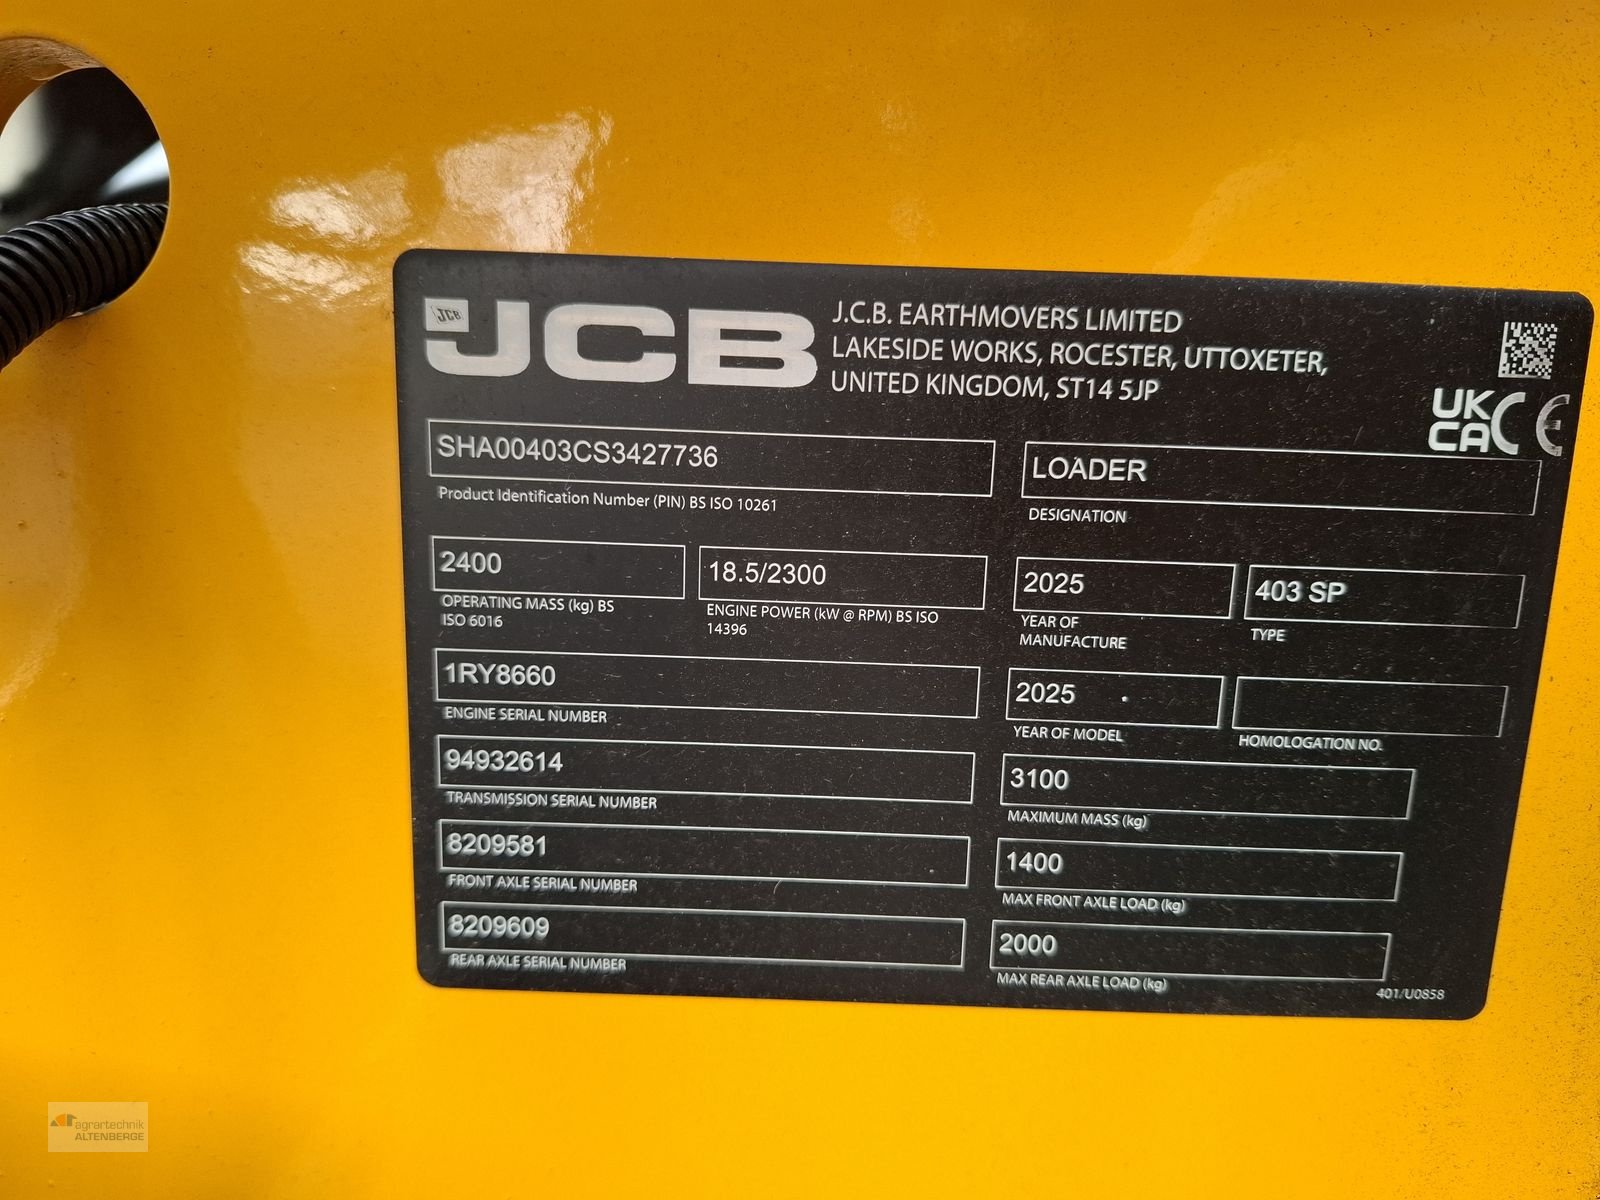 JCB
JCB
J.C.B. EARTHMOVERS LIMITED
LAKESIDE WORKS, ROCESTER, UTTOXETER,
UNITED KINGDOM, ST14 5JP
UK
CA
CE
SHA00403CS3427736
Product Identification Number (PIN) BS ISO 10261
LOADER
DESIGNATION
2400
OPERATING MASS (kg) BS
ISO 6016
18.5/2300
ENGINE POWER (kW @ RPM) BS ISO
14396
2025
YEAR OF
MANUFACTURE
403 SP
TYPE
1RY8660
ENGINE SERIAL NUMBER
2025
YEAR OF MODEL
HOMOLOGATION NO.
94932614
TRANSMISSION SERIAL NUMBER
3100
MAXIMUM MASS (kg)
8209581
FRONT AXLE SERIAL NUMBER
1400
MAX FRONT AXLE LOAD (kg)
8209609
REAR AXLE SERIAL NUMBER
2000
MAX REAR AXLE LOAD (kg)
401/U0858
agrartechnik
ALTENBERGE